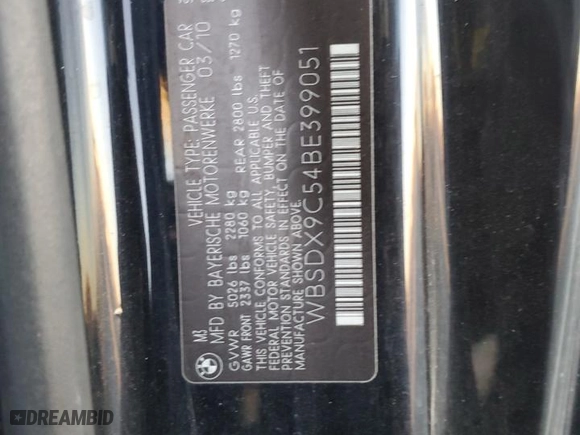 M3
VEHICLE TYPE: PASSENGER CAR
MFD BY BAYERISCHE MOTORENWERKE 03/10
GVWR 5026 lbs 2280 kg
GAWR FRONT 2337 lbs 1060 kg REAR 2800 lbs 1270 kg
THIS VEHICLE CONFORMS TO ALL APPLICABLE U.S.
FEDERAL MOTOR VEHICLE SAFETY, BUMPER AND THEFT
PREVENTION STANDARDS IN EFFECT ON THE DATE OF
MANUFACTURE SHOWN ABOVE
WBSDX9C54BE399051
BMW
DREAMBID